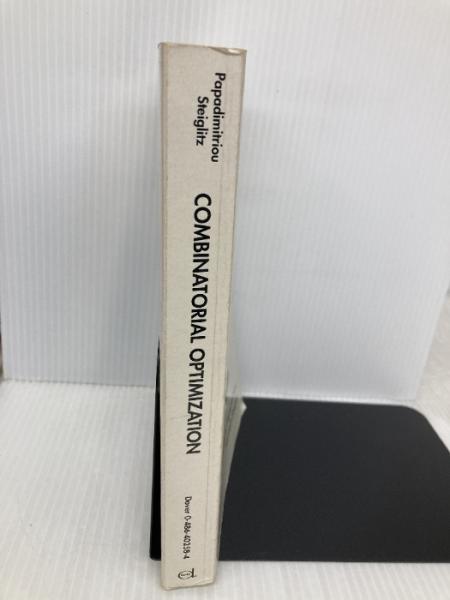 Papadimitriou
Steiglitz
COMBINATORIAL OPTIMIZATION
Dover 0-486-40258-4